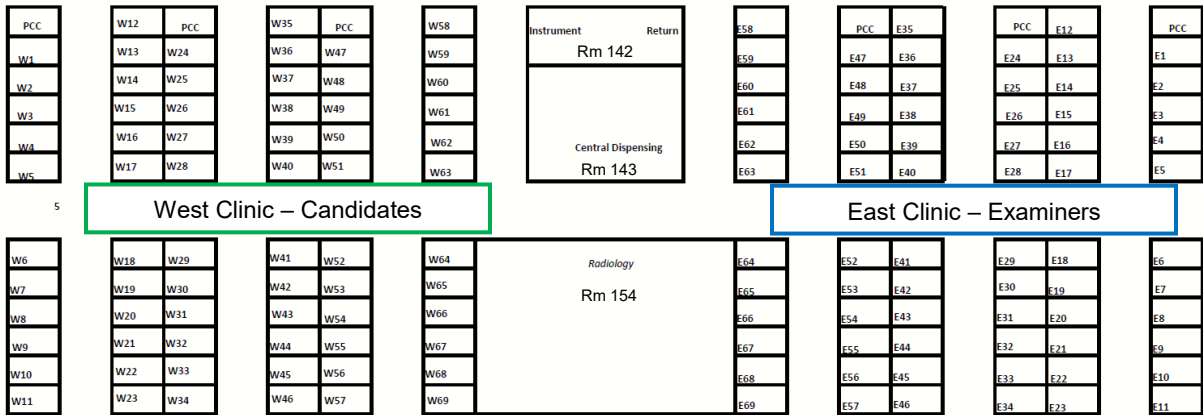 PCC W12 PCC W35 PCC W58 Instrument Return E58 PCC E35 PCC E12 PCC
W1 W13 W24 W36 W47 W59 Rm 142 E59 E47 E36 E24 E13 E1
W2 W14 W25 W37 W48 W60 E60 E48 E37 E25 E14 E2
W3 W15 W26 W38 W49 W61 E61 E49 E38 E26 E15 E3
W4 W16 W27 W39 W50 W62 Central Dispensing E62 E50 E39 E27 E16 E4
W5 W17 W28 W40 W51 W63 Rm 143 E63 E51 E40 E28 E17 E5
5 West Clinic – Candidates East Clinic – Examiners
W6 W18 W29 W41 W52 W64 Radiology E64 E52 E41 E29 E18 E6
W7 W19 W30 W42 W53 W65 Rm 154 E65 E53 E42 E30 E19 E7
W8 W20 W31 W43 W54 W66 E66 E54 E43 E31 E20 E8
W9 W21 W32 W44 W55 W67 E67 E55 E44 E32 E21 E9
W10 W22 W33 W45 W56 W68 E68 E56 E45 E33 E22 E10
W11 W23 W34 W46 W57 W69 E69 E57 E46 E34 E23 E11